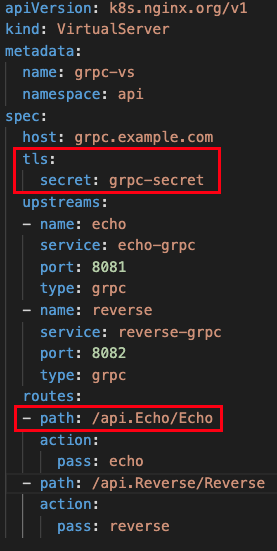 apiVersion: k8s.nginx.org/v1
kind: VirtualServer
metadata:
  name: grpc-vs
  namespace: api
spec:
  host: grpc.example.com
  tls:
    secret: grpc-secret
  upstreams:
  - name: echo
    service: echo-grpc
    port: 8081
    type: grpc
  - name: reverse
    service: reverse-grpc
    port: 8082
    type: grpc
  routes:
  - path: /api.Echo/Echo
    action:
      pass: echo
  - path: /api.Reverse/Reverse
    action:
      pass: reverse